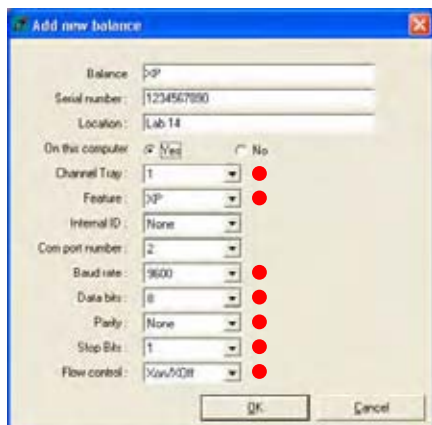 Add new balance
Balance XP
Serial number : 1234567890
Location : Lab 14
On this computer Yes No
Channel Tray : 1
Feature : XP
Internal ID : None
Com port number : 2
Baud rate : 9600
Data bits : 8
Parity : None
Stop Bits : 1
Flow control : Xon/XOff
OK Cancel